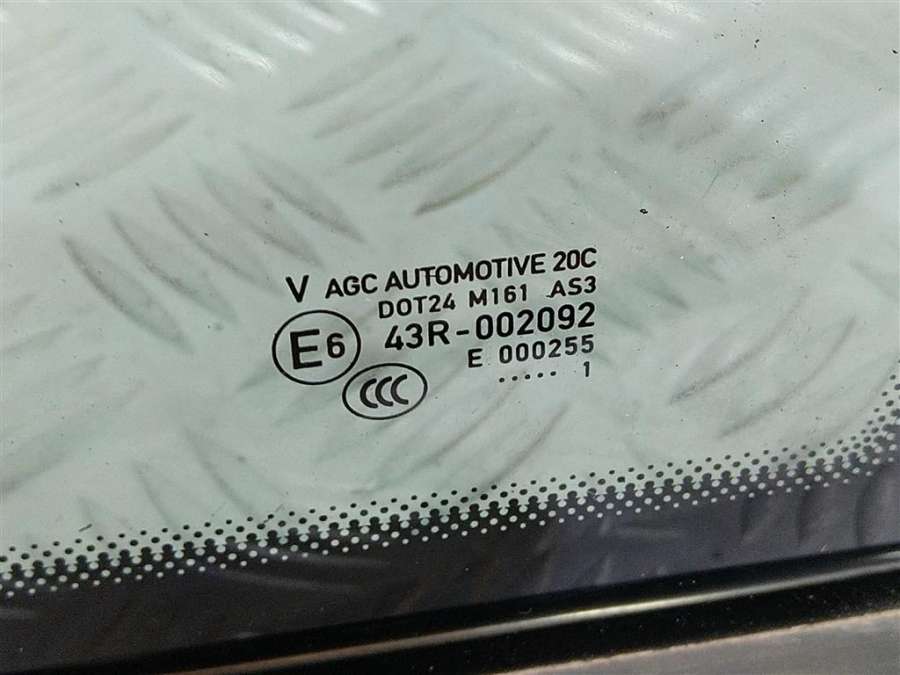 V AGC AUTOMOTIVE 20C
DOT24 M161 AS3
E6 43R-002092
E 000255
CCC ..... 1